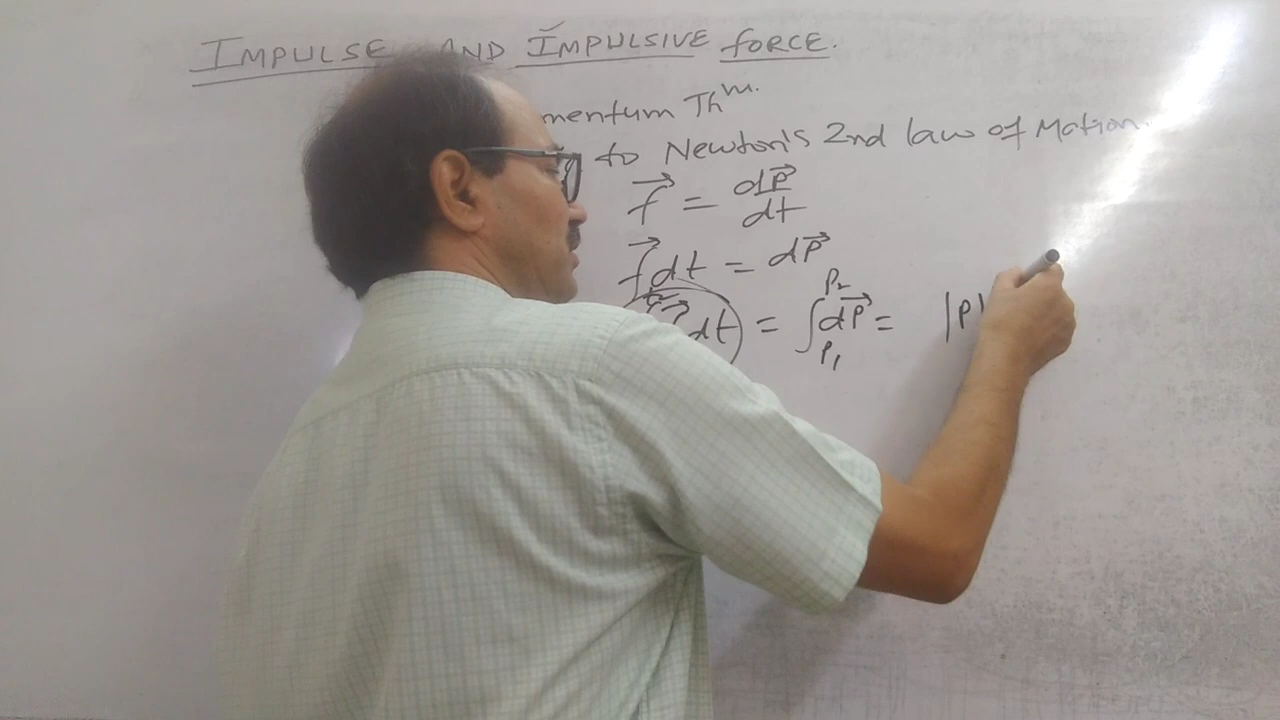 IMPULSE AND IMPULSIVE FORCE.
mentum Thm.
to Newton's 2nd law of Motion.
f⃗ = dP⃗/dt
f⃗dt = dP⃗
dt) = ∫_{P₁}^{P₂} dP⃗ = |P|